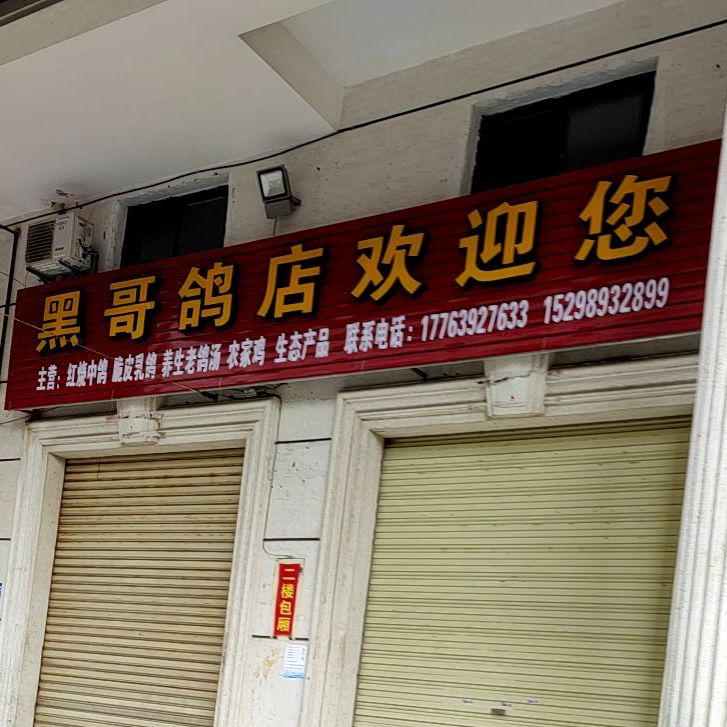 黑哥鸽店欢迎您
主营：红烧中鸽 脆皮乳鸽 养生老鸽汤 农家鸡 生态产品 联系电话：17763927633 15298932899
二楼包厢